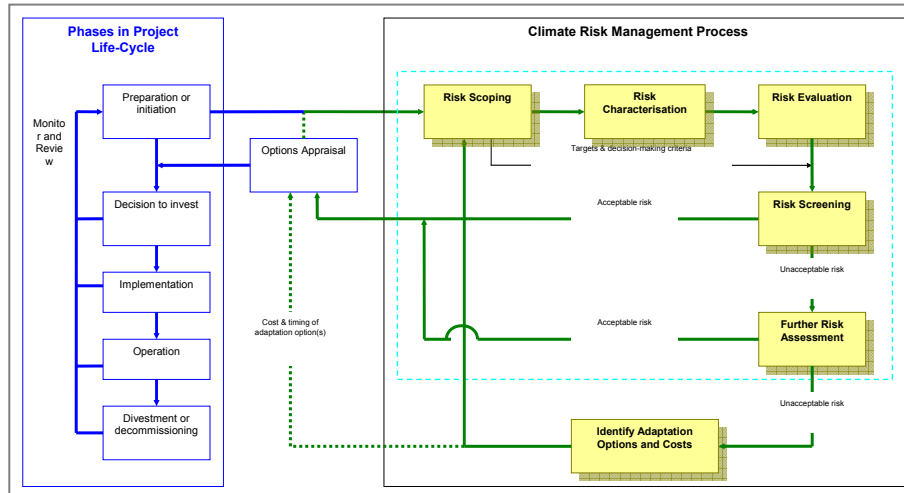 Phases in Project
Life-Cycle
Preparation or
initiation
Monito
r and
Revie
w
Options Appraisal
Decision to invest
Implementation
Operation
Divestment or
decommissioning
Cost & timing of
adaptation option(s)
Climate Risk Management Process
Risk Scoping
Risk
Characterisation
Risk Evaluation
Targets & decision-making criteria
Acceptable risk
Risk Screening
Unacceptable risk
Acceptable risk
Further Risk
Assessment
Unacceptable risk
Identify Adaptation
Options and Costs